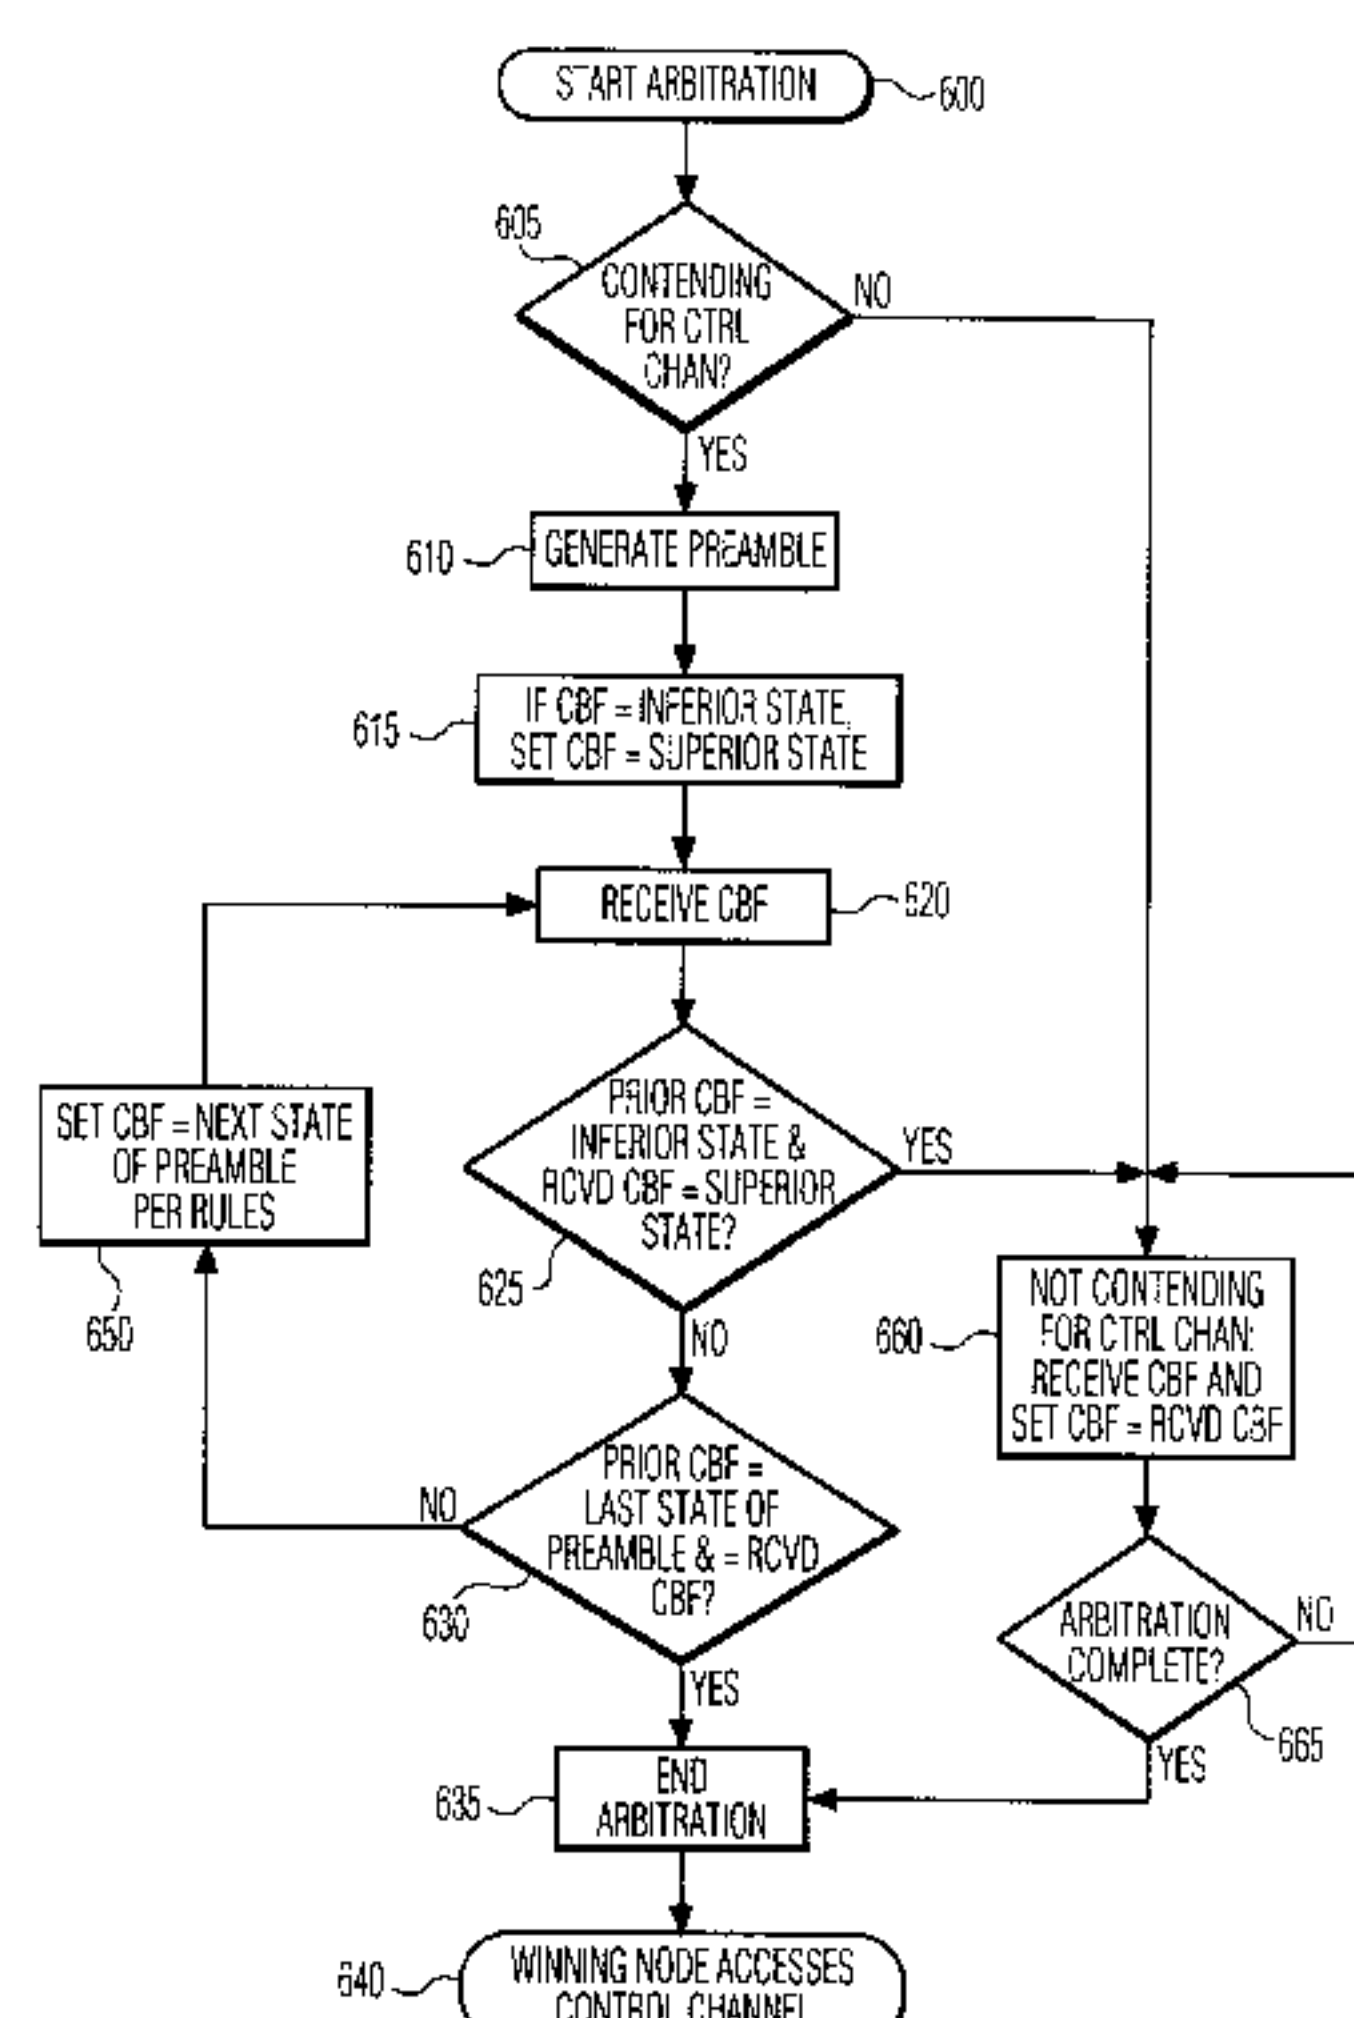 START ARBITRATION
600
605
CONTENDING
FOR CTRL
CHAN?
NO
YES
610
GENERATE PREAMBLE
615
IF CBF = INFERIOR STATE,
SET CBF = SUPERIOR STATE
RECEIVE CBF
620
SET CBF = NEXT STATE
OF PREAMBLE
PER RULES
650
PRIOR CBF =
INFERIOR STATE &
RCVD CBF = SUPERIOR
STATE?
YES
625
NO
660
NOT CONTENDING
FOR CTRL CHAN:
RECEIVE CBF AND
SET CBF = RCVD CBF
NO
PRIOR CBF =
LAST STATE OF
PREAMBLE & = RCVD
CBF?
630
YES
ARBITRATION
COMPLETE?
NO
665
YES
635
END
ARBITRATION
640
WINNING NODE ACCESSES
CONTROL CHANNEL